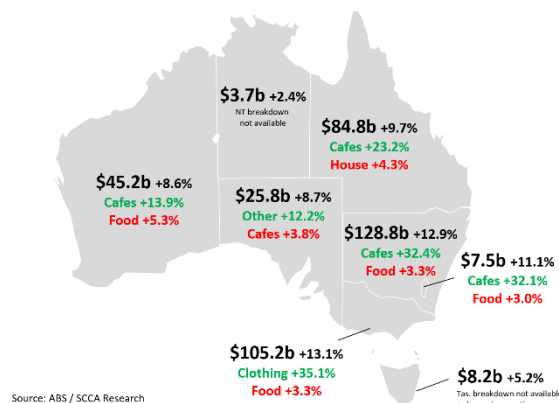 $3.7b +2.4%
NT breakdown
not available
$84.8b +9.7%
Cafes +23.2%
House +4.3%
$45.2b +8.6%
Cafes +13.9%
Food +5.3%
$25.8b +8.7%
Other +12.2%
Cafes +3.8%
$128.8b +12.9%
Cafes +32.4%
Food +3.3%
$7.5b +11.1%
Cafes +32.1%
Food +3.0%
$105.2b +13.1%
Clothing +35.1%
Food +3.3%
$8.2b +5.2%
Tas. breakdown not available
Source: ABS / SCCA Research